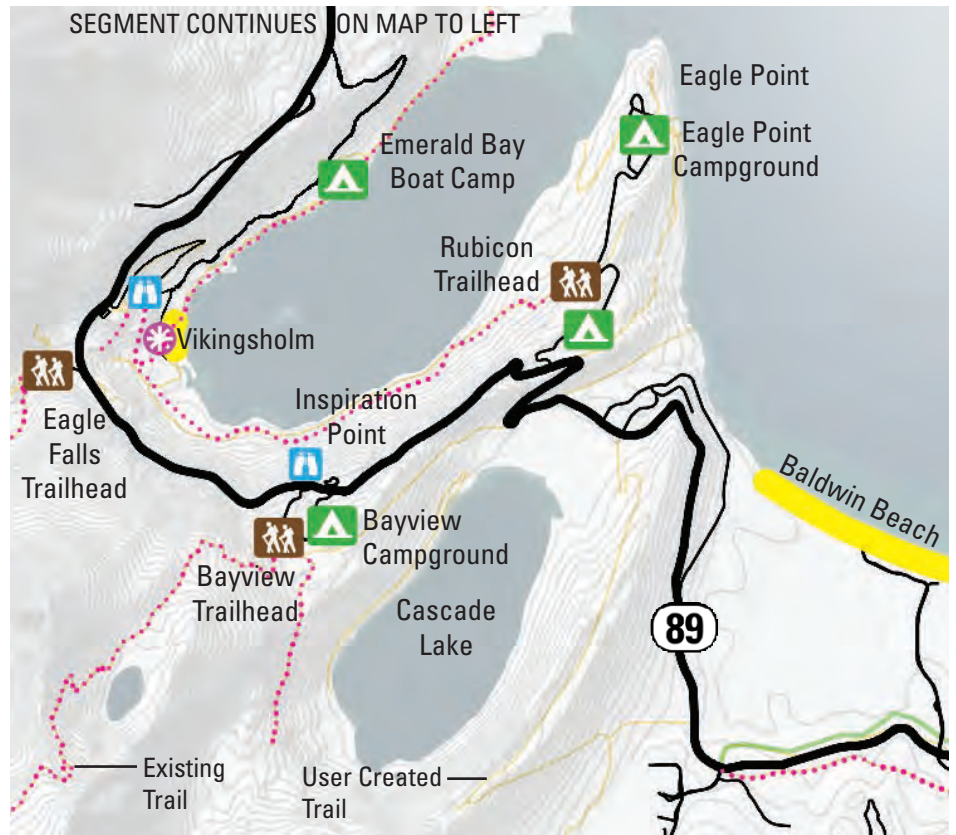 SEGMENT CONTINUES ON MAP TO LEFT
Eagle Point
Eagle Point
Campground
Emerald Bay
Boat Camp
Rubicon
Trailhead
Vikingsholm
Inspiration
Point
Eagle
Falls
Trailhead
Baldwin Beach
Bayview
Campground
Bayview
Trailhead
Cascade
Lake
89
Existing
Trail
User Created
Trail